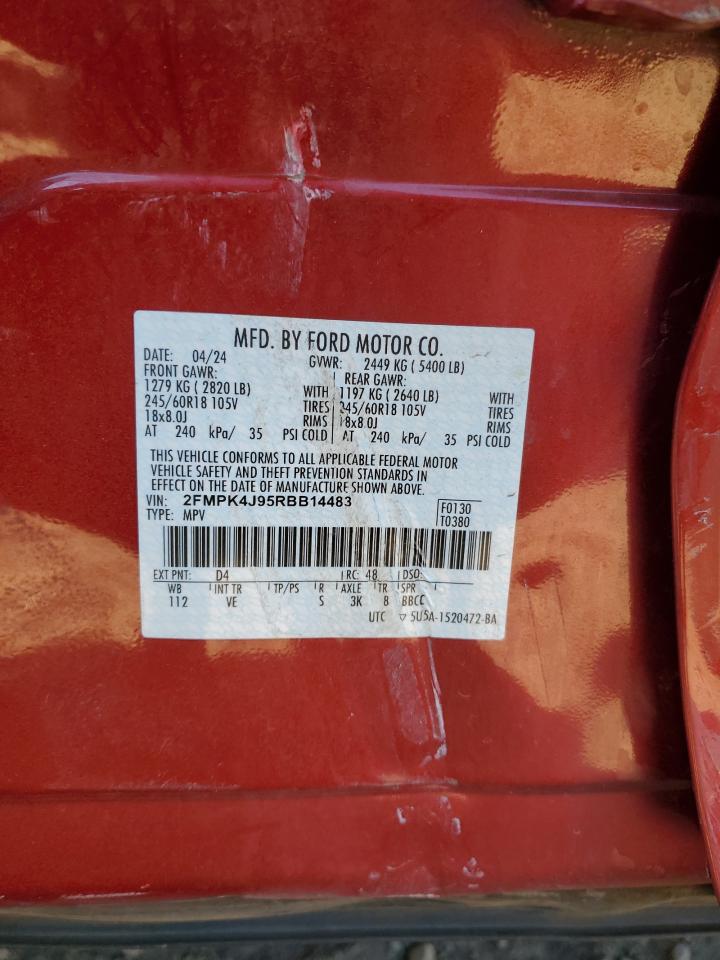 MFD. BY FORD MOTOR CO.
DATE: 04/24 GVWR: 2449 KG ( 5400 LB)
FRONT GAWR: REAR GAWR:
1279 KG ( 2820 LB) WITH 1197 KG ( 2640 LB) WITH
245/60R18 105V TIRES 245/60R18 105V TIRES
18x8.0J RIMS 18x8.0J RIMS
AT 240 kPa/ 35 PSI COLD AT 240 kPa/ 35 PSI COLD
THIS VEHICLE CONFORMS TO ALL APPLICABLE FEDERAL MOTOR
VEHICLE SAFETY AND THEFT PREVENTION STANDARDS IN
EFFECT ON THE DATE OF MANUFACTURE SHOWN ABOVE.
VIN: 2FMPK4J95RBB14483 F0130
TYPE: MPV T0380
EXT PNT: D4 RC: 48 DSO:
WB INT TR TP/PS R AXLE TR SPR
112 VE S 3K B BBCC
UTC ▽ 5U5A-1520472-BA